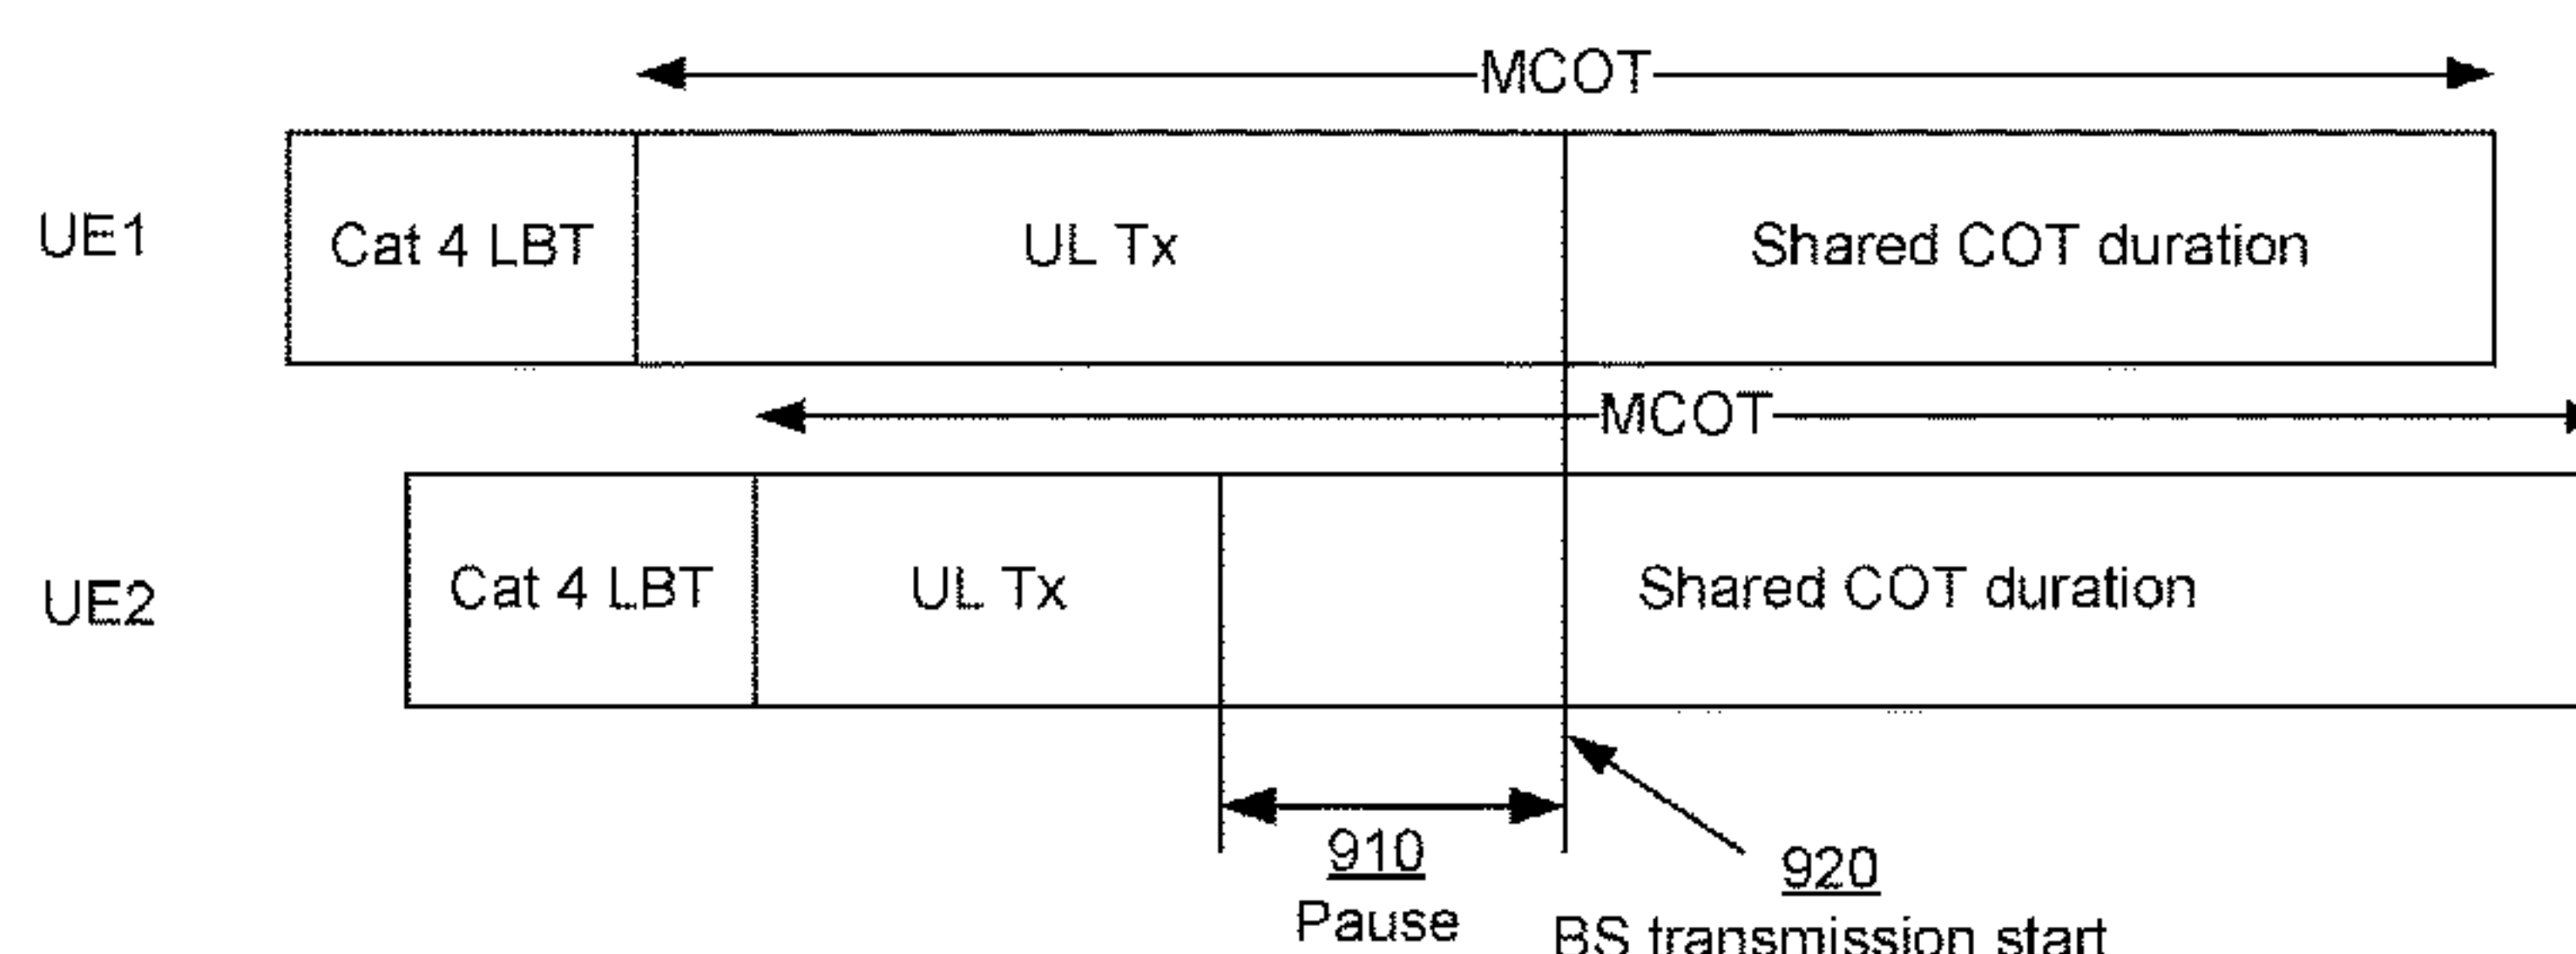 MCOT
UE1
Cat 4 LBT
UL Tx
Shared COT duration
MCOT
UE2
Cat 4 LBT
UL Tx
Shared COT duration
910
Pause
920
BS transmission start